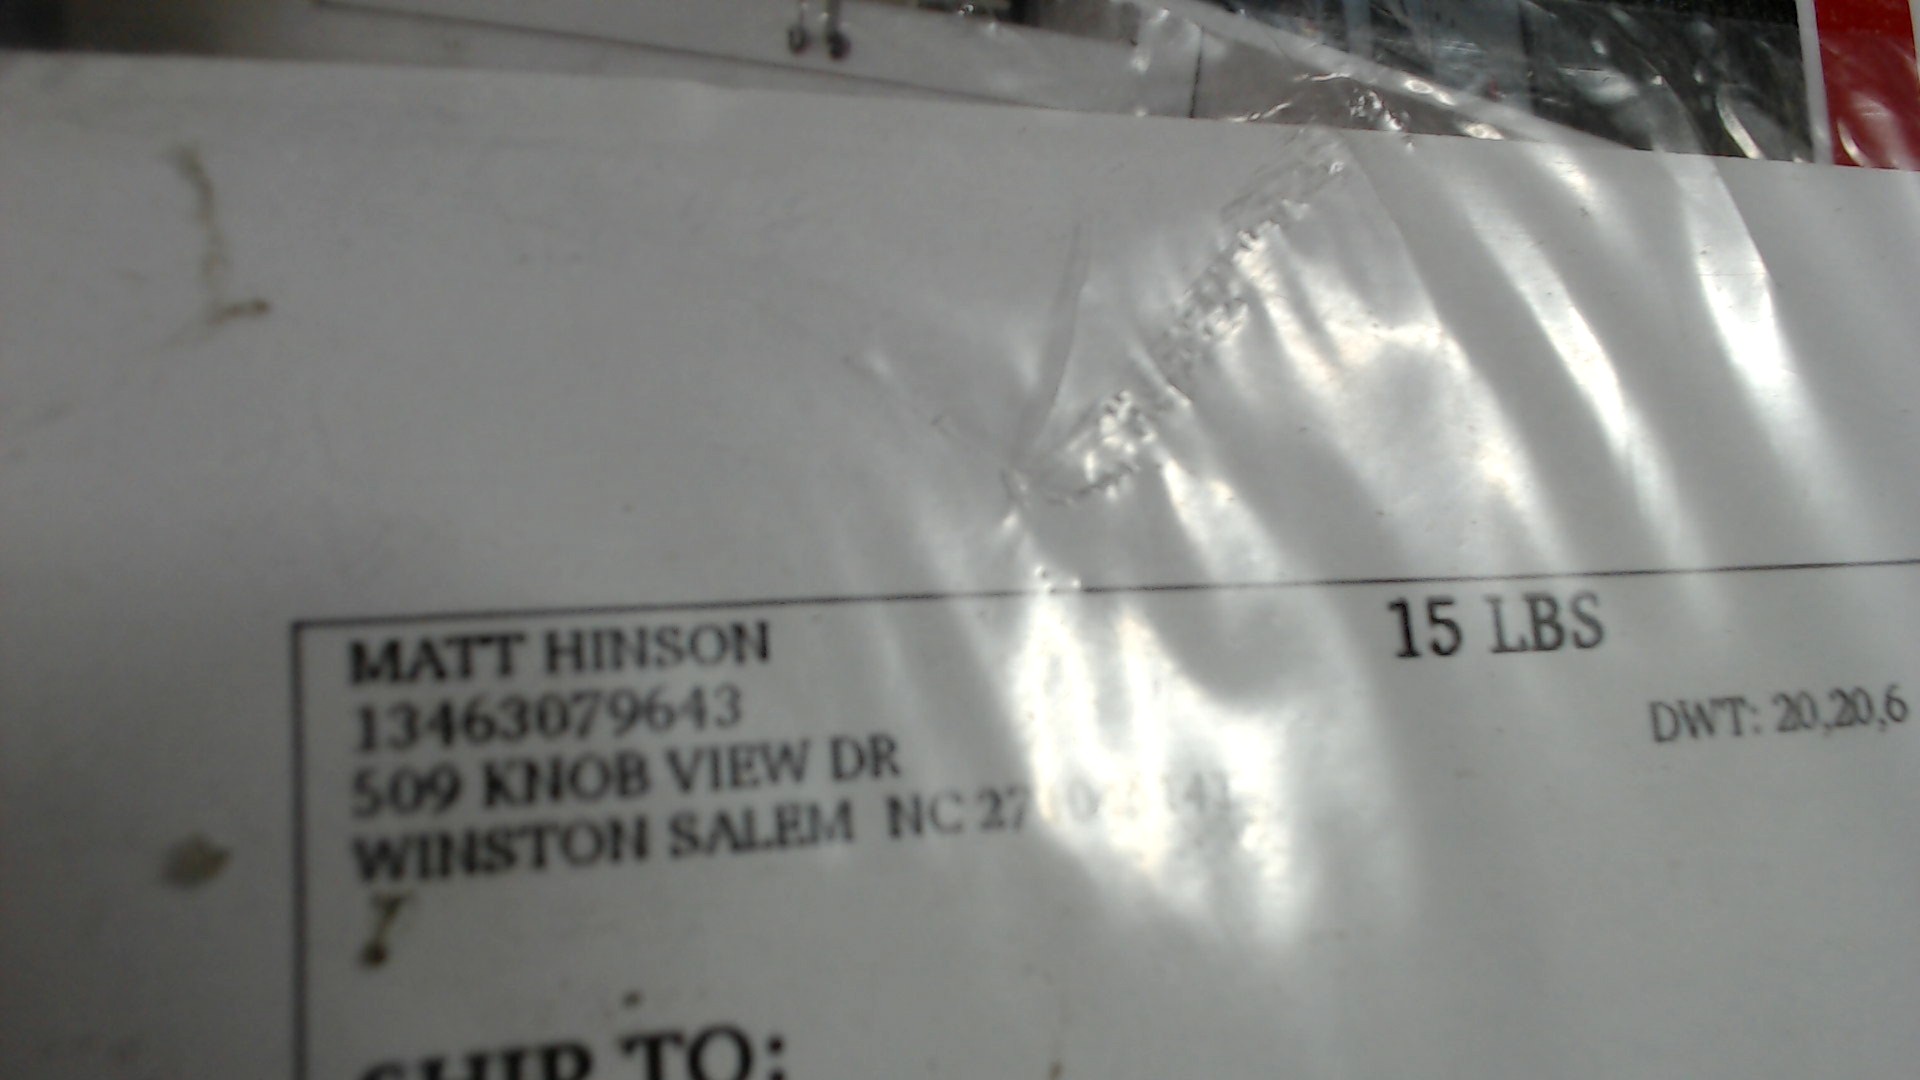 MATT HINSON
13463079643
509 KNOB VIEW DR
WINSTON SALEM NC
15 LBS
DWT: 20,20,6
SHIP TO: